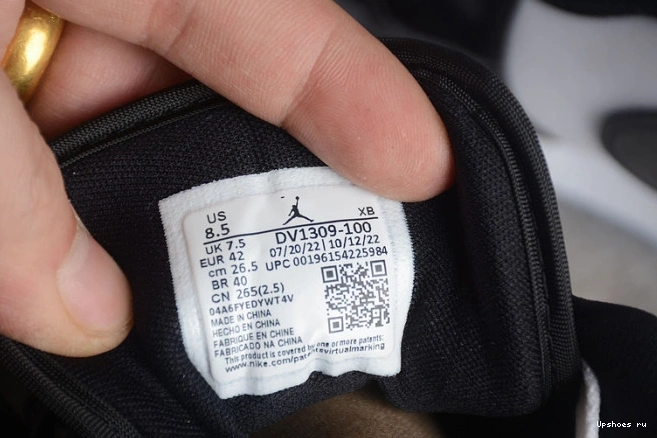 US
8.5
XB
UK 7.5
DV1309-100
EUR 42
07/20/22 | 10/12/22
cm 26.5
UPC 00196154225984
BR 40
CN 265(2.5)
04A6FYEDYWT4V
MADE IN CHINA
HECHO EN CHINA
FABRIQUE EN CHINE
FABRICADO NA CHINA
This product is covered by one or more patents:
www.nike.com/patents virtualmarking
Upshoes ru